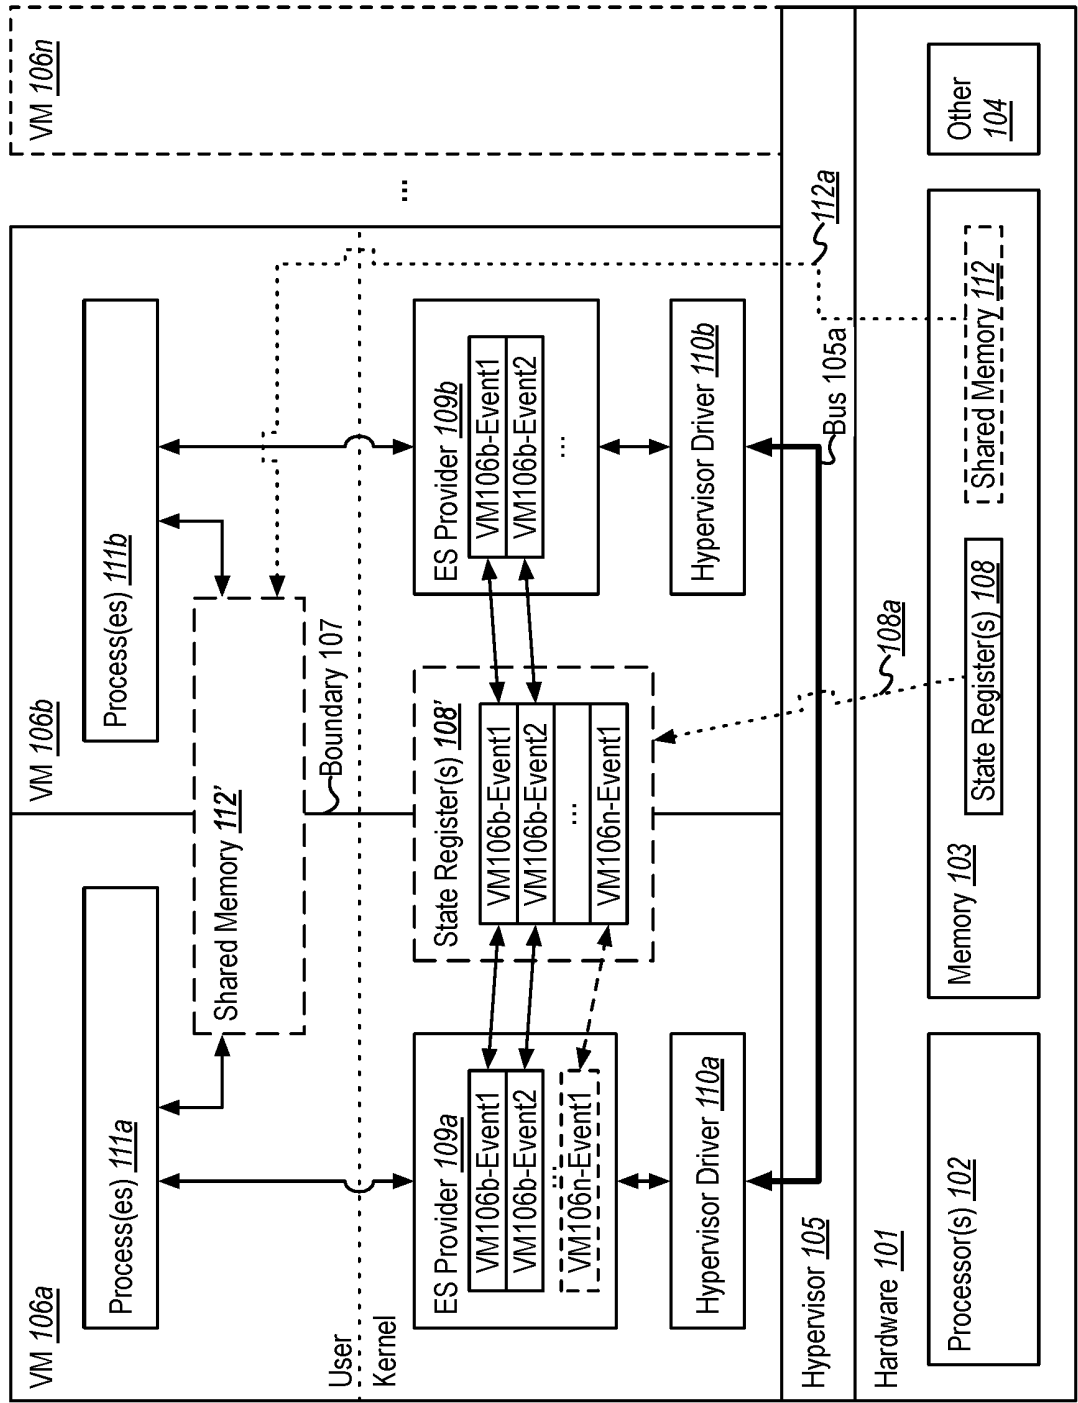 VM 106a
VM 106b
VM 106n
Process(es) 111a
Process(es) 111b
Shared Memory 112'
...
User
Boundary 107
Kernel
ES Provider 109a
VM106b-Event1
VM106b-Event2
...
VM106n-Event1
State Register(s) 108'
VM106b-Event1
VM106b-Event2
...
VM106n-Event1
ES Provider 109b
VM106b-Event1
VM106b-Event2
...
Hypervisor Driver 110a
Hypervisor Driver 110b
Hypervisor 105
Bus 105a
112a
Hardware 101
108a
Processor(s) 102
Memory 103
State Register(s) 108
Shared Memory 112
Other
104